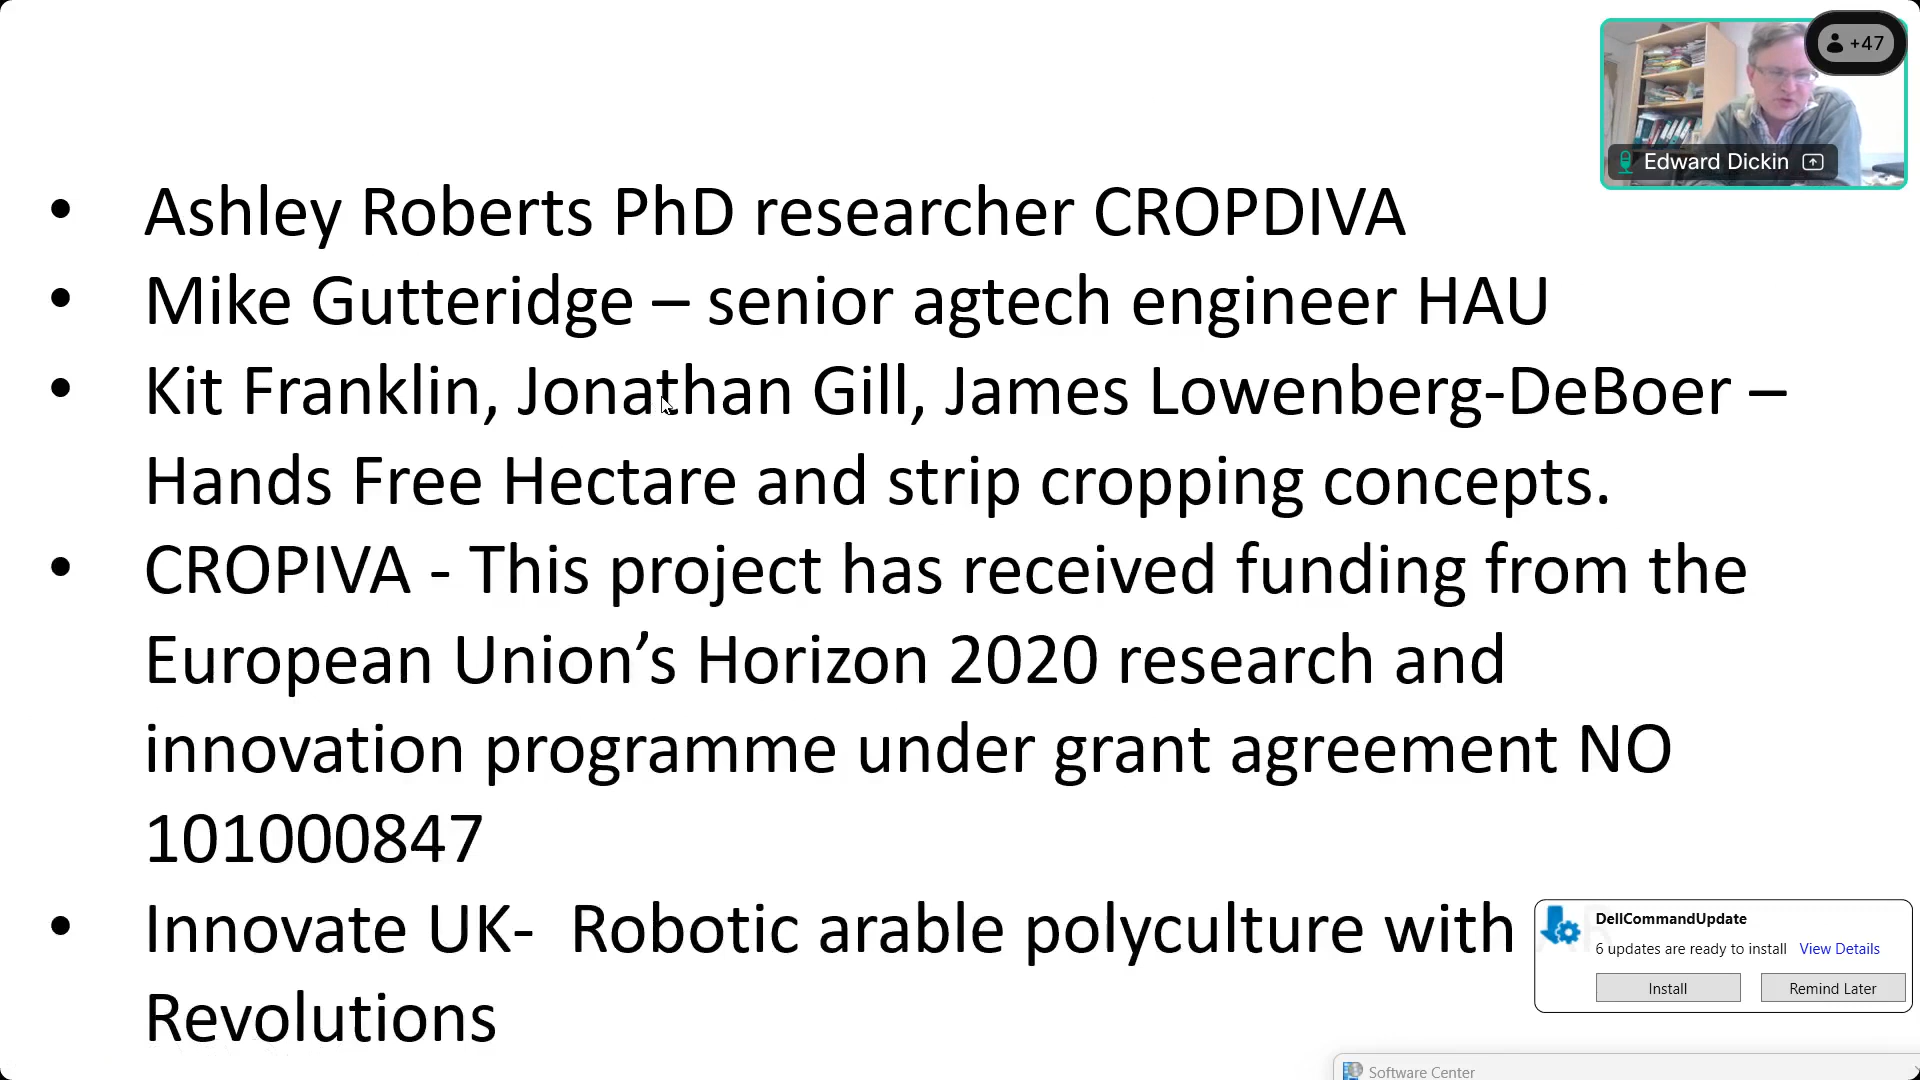 +47
Edward Dickin
• Ashley Roberts PhD researcher CROPDIVA
• Mike Gutteridge – senior agtech engineer HAU
• Kit Franklin, Jonathan Gill, James Lowenberg-DeBoer –
Hands Free Hectare and strip cropping concepts.
• CROPIVA - This project has received funding from the
European Union’s Horizon 2020 research and
innovation programme under grant agreement NO
101000847
• Innovate UK-  Robotic arable polyculture with
Revolutions
DellCommandUpdate
6 updates are ready to install View Details
Install Remind Later
Software Center